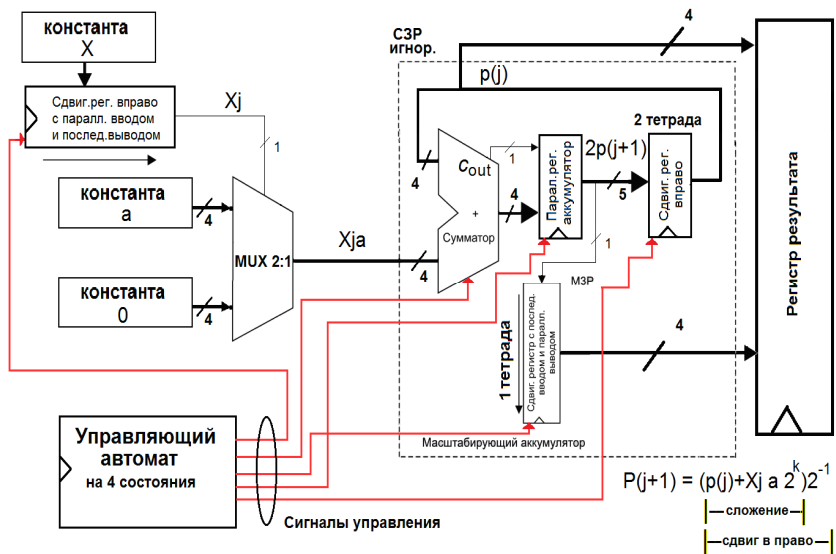 константа
X
Сдвиг.рег. вправо
с паралл. вводом
и послед.выводом
Xj
1
константа
a
4
MUX 2:1
константа
0
4
Xja
4
СЗР
игнор.
p(j)
4
4
Cout
+
Сумматор
1
4
Парал.рег.
аккумулятор
2p(j+1)
5
2 тетрада
Сдвиг. рег.
вправо
1
МЗР
1 тетрада
Сдвиг. регистр с послед.
вводом и паралл.
выводом
4
Масштабирующий аккумулятор
Регистр результата
Управляющий
автомат
на 4 состояния
Сигналы управления
P(j+1) = (p(j)+Xj a 2^k)2^-1
сложение
сдвиг в право